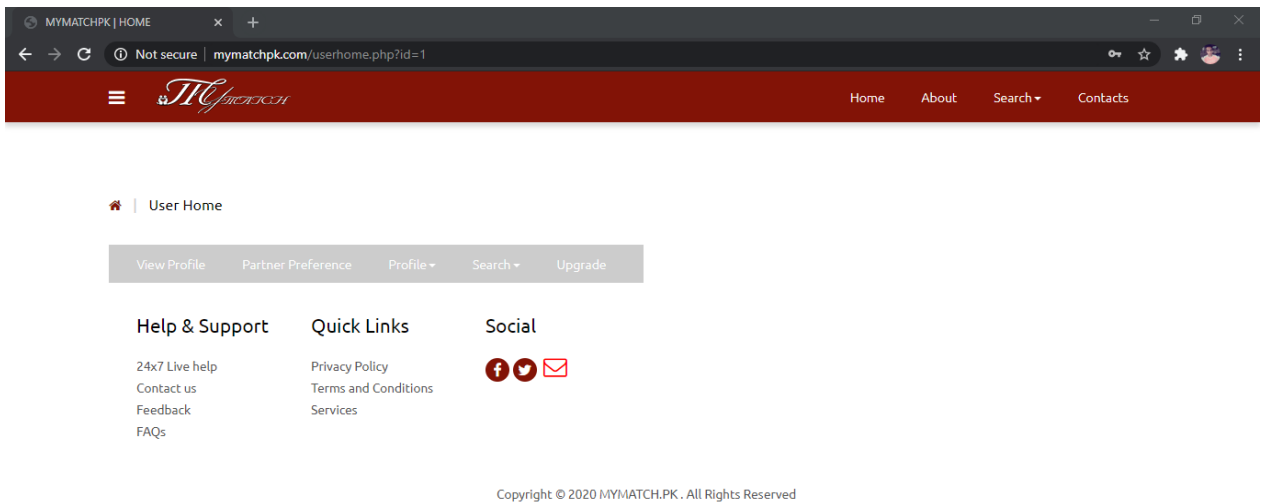 MYMATCHPK | HOME
Not secure | mymatchpk.com/userhome.php?id=1
My match
Home About Search Contacts
User Home
View Profile Partner Preference Profile Search Upgrade
Help & Support Quick Links Social
24x7 Live help Privacy Policy
Contact us Terms and Conditions
Feedback Services
FAQs
Copyright © 2020 MYMATCH.PK . All Rights Reserved